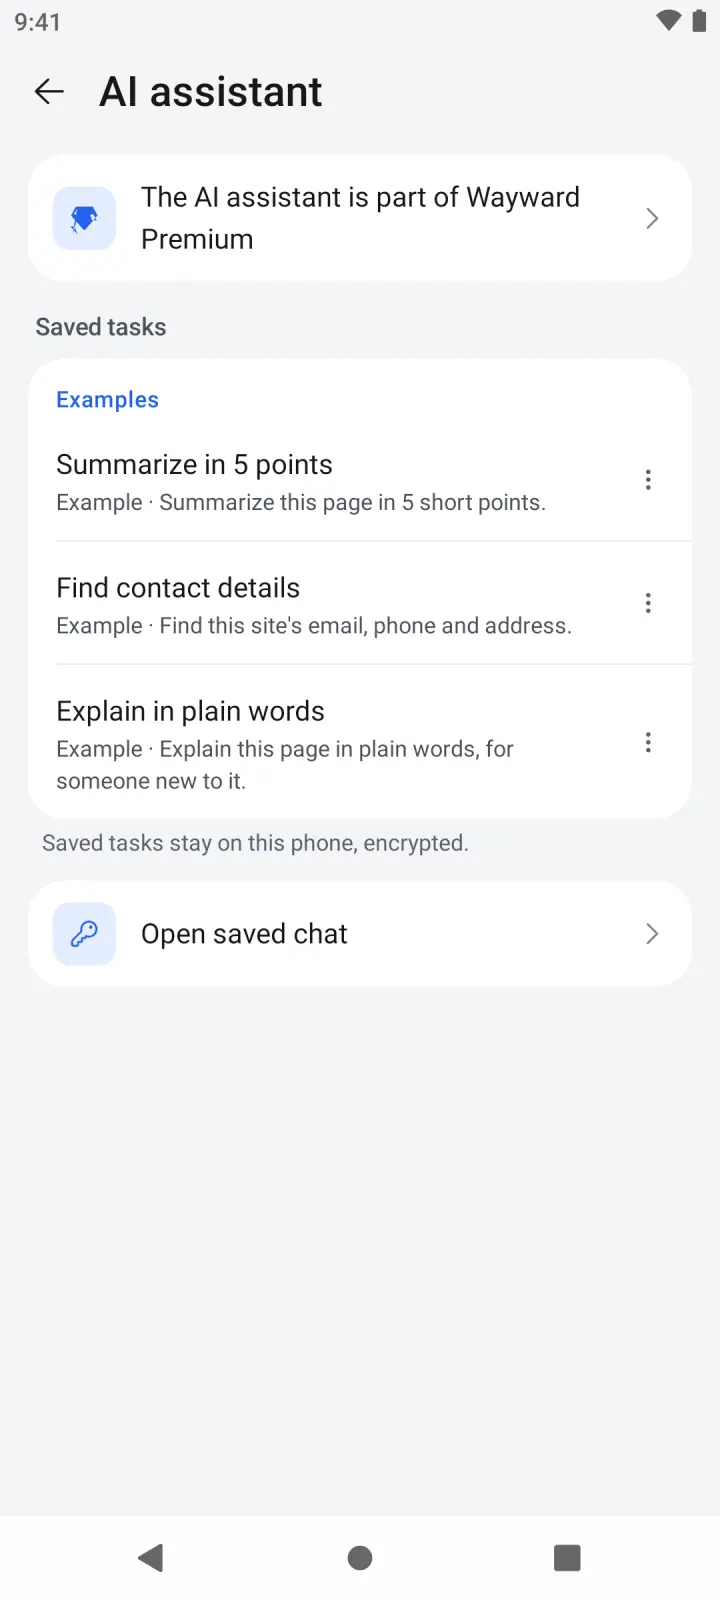 9:41
AI assistant
The AI assistant is part of Wayward
Premium
Saved tasks
Examples
Summarize in 5 points
Example · Summarize this page in 5 short points.
Find contact details
Example · Find this site's email, phone and address.
Explain in plain words
Example · Explain this page in plain words, for
someone new to it.
Saved tasks stay on this phone, encrypted.
Open saved chat